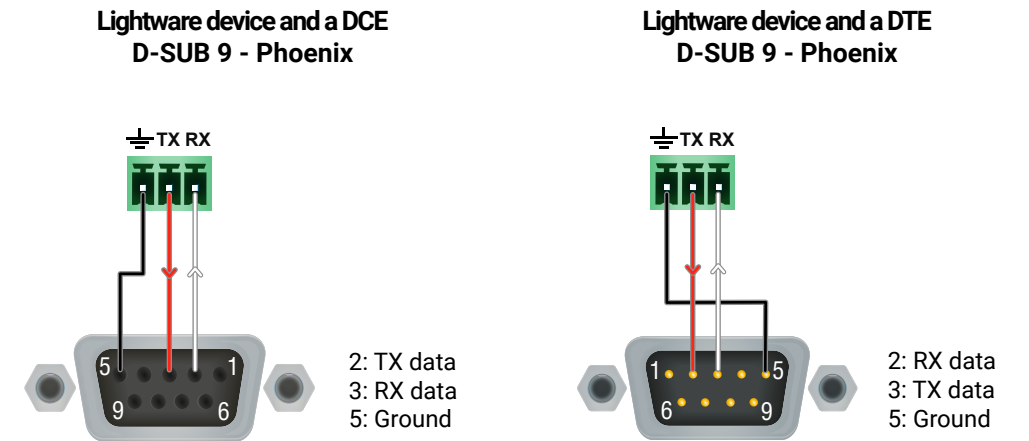 Lightware device and a DCE
D-SUB 9 - Phoenix
TX RX
5 1
9 6
2: TX data
3: RX data
5: Ground
Lightware device and a DTE
D-SUB 9 - Phoenix
TX RX
1 5
6 9
2: RX data
3: TX data
5: Ground